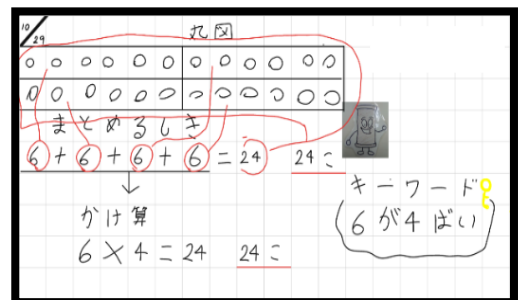 10/29
丸図
まとめるしき
6+6+6+6=24 24こ
キーワード
6が4ばい
かけ算
6×4=24 24こ